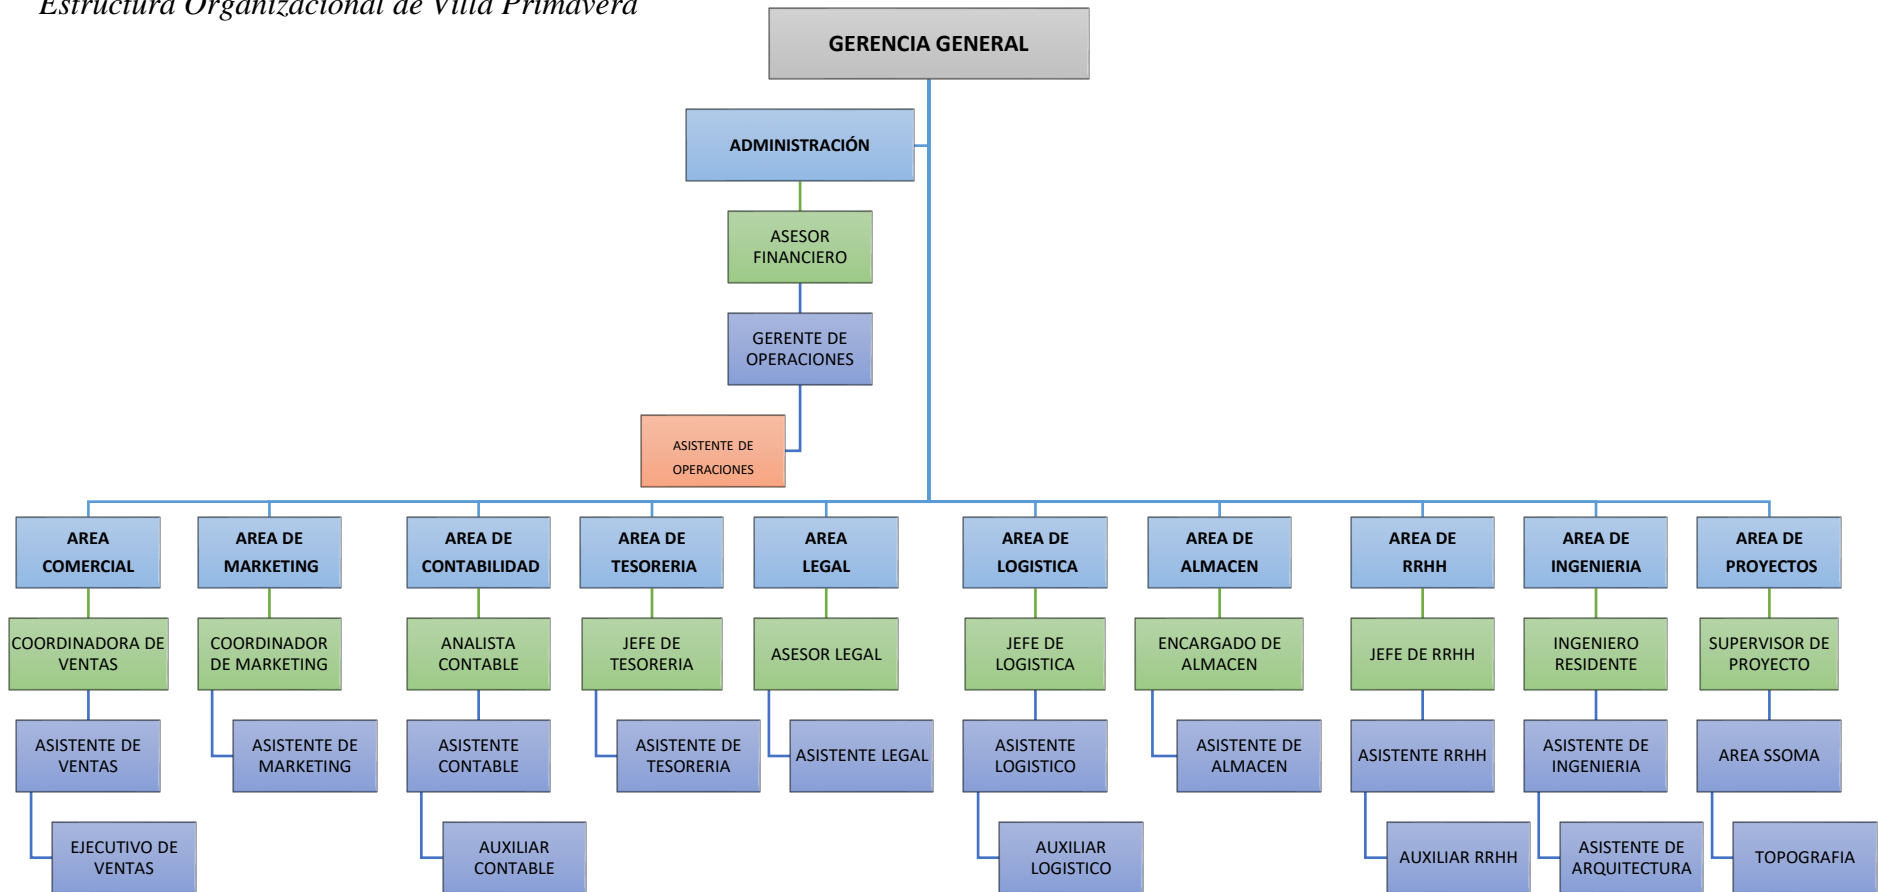 Estructura Organizacional de Villa Primavera
GERENCIA GENERAL
ADMINISTRACIÓN
ASESOR
FINANCIERO
GERENTE DE
OPERACIONES
ASISTENTE DE
OPERACIONES
AREA
COMERCIAL
AREA DE
MARKETING
AREA DE
CONTABILIDAD
AREA DE
TESORERIA
AREA
LEGAL
AREA DE
LOGISTICA
AREA DE
ALMACEN
AREA DE
RRHH
AREA DE
INGENIERIA
AREA DE
PROYECTOS
COORDINADORA DE
VENTAS
COORDINADOR
DE MARKETING
ANALISTA
CONTABLE
JEFE DE
TESORERIA
ASESOR LEGAL
JEFE DE
LOGISTICA
ENCARGADO DE
ALMACEN
JEFE DE RRHH
INGENIERO
RESIDENTE
SUPERVISOR DE
PROYECTO
ASISTENTE DE
VENTAS
ASISTENTE DE
MARKETING
ASISTENTE
CONTABLE
ASISTENTE DE
TESORERIA
ASISTENTE LEGAL
ASISTENTE
LOGISTICO
ASISTENTE DE
ALMACEN
ASISTENTE RRHH
ASISTENTE DE
INGENIERIA
AREA SSOMA
EJECUTIVO DE
VENTAS
AUXILIAR
CONTABLE
AUXILIAR
LOGISTICO
AUXILIAR RRHH
ASISTENTE DE
ARQUITECTURA
TOPOGRAFIA